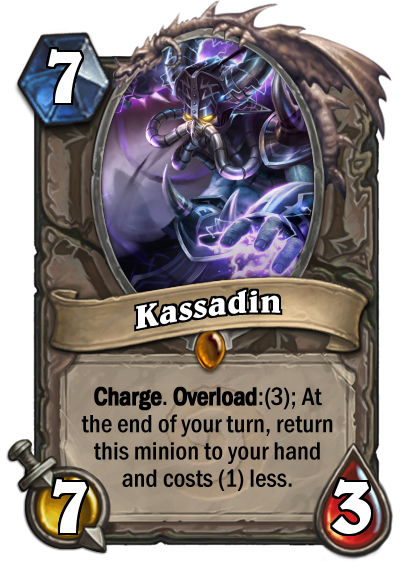 7
Kassadin
Charge. Overload:(3); At
the end of your turn, return
this minion to your hand
and costs (1) less.
7
3